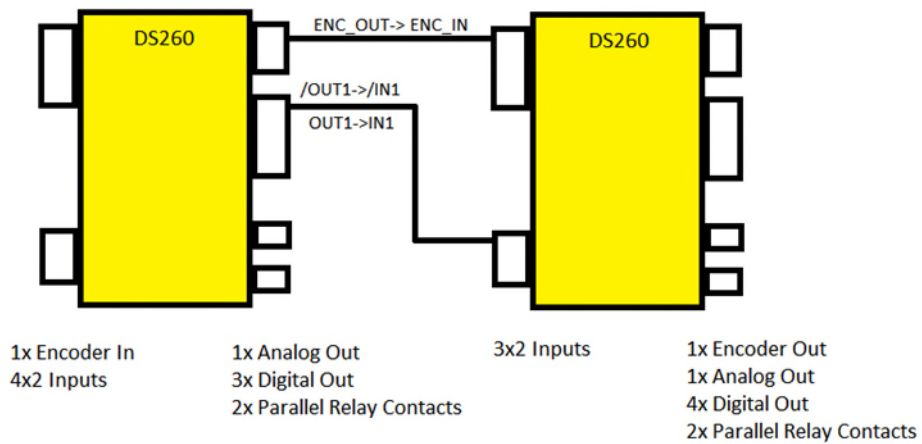 DS260
ENC_OUT-> ENC_IN
DS260
/OUT1->/IN1
OUT1->IN1
1x Encoder In
4x2 Inputs
1x Analog Out
3x Digital Out
2x Parallel Relay Contacts
3x2 Inputs
1x Encoder Out
1x Analog Out
4x Digital Out
2x Parallel Relay Contacts